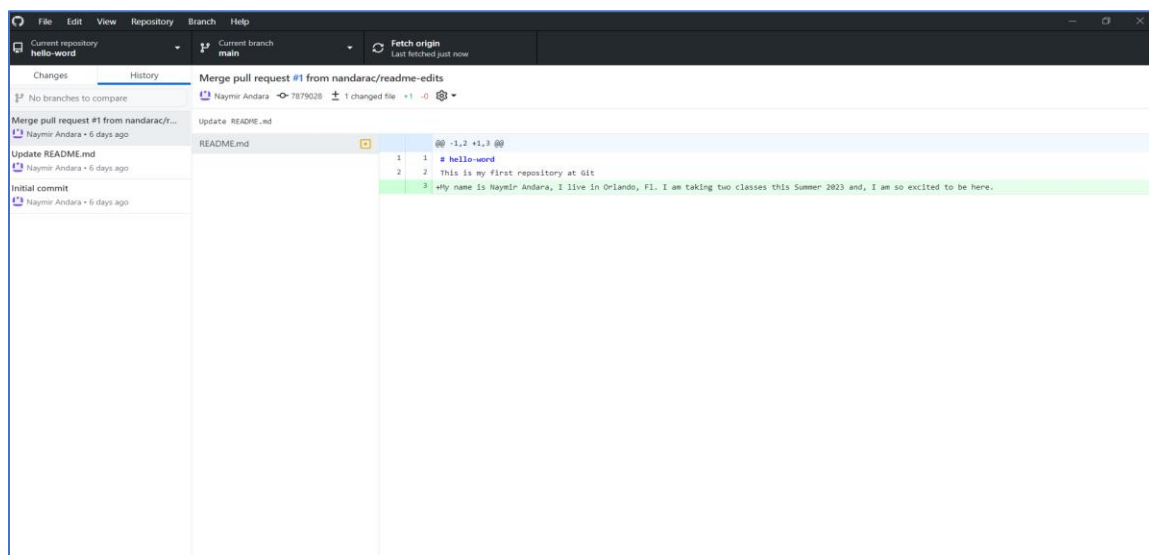 File Edit View Repository Branch Help
Current repository
hello-word
Current branch
main
Fetch origin
Last fetched just now
Changes History
No branches to compare
Merge pull request #1 from nandarac/r...
Naymir Andara • 6 days ago
Update README.md
Naymir Andara • 6 days ago
Initial commit
Naymir Andara • 6 days ago
Merge pull request #1 from nandarac/readme-edits
Naymir Andara 7879028 1 changed file +1 -0
Update README.md
README.md
@@ -1,2 +1,3 @@
1 1 # hello-word
2 2 This is my first repository at Git
3 +My name is Naymir Andara, I live in Orlando, Fl. I am taking two classes this Summer 2023 and, I am so excited to be here.